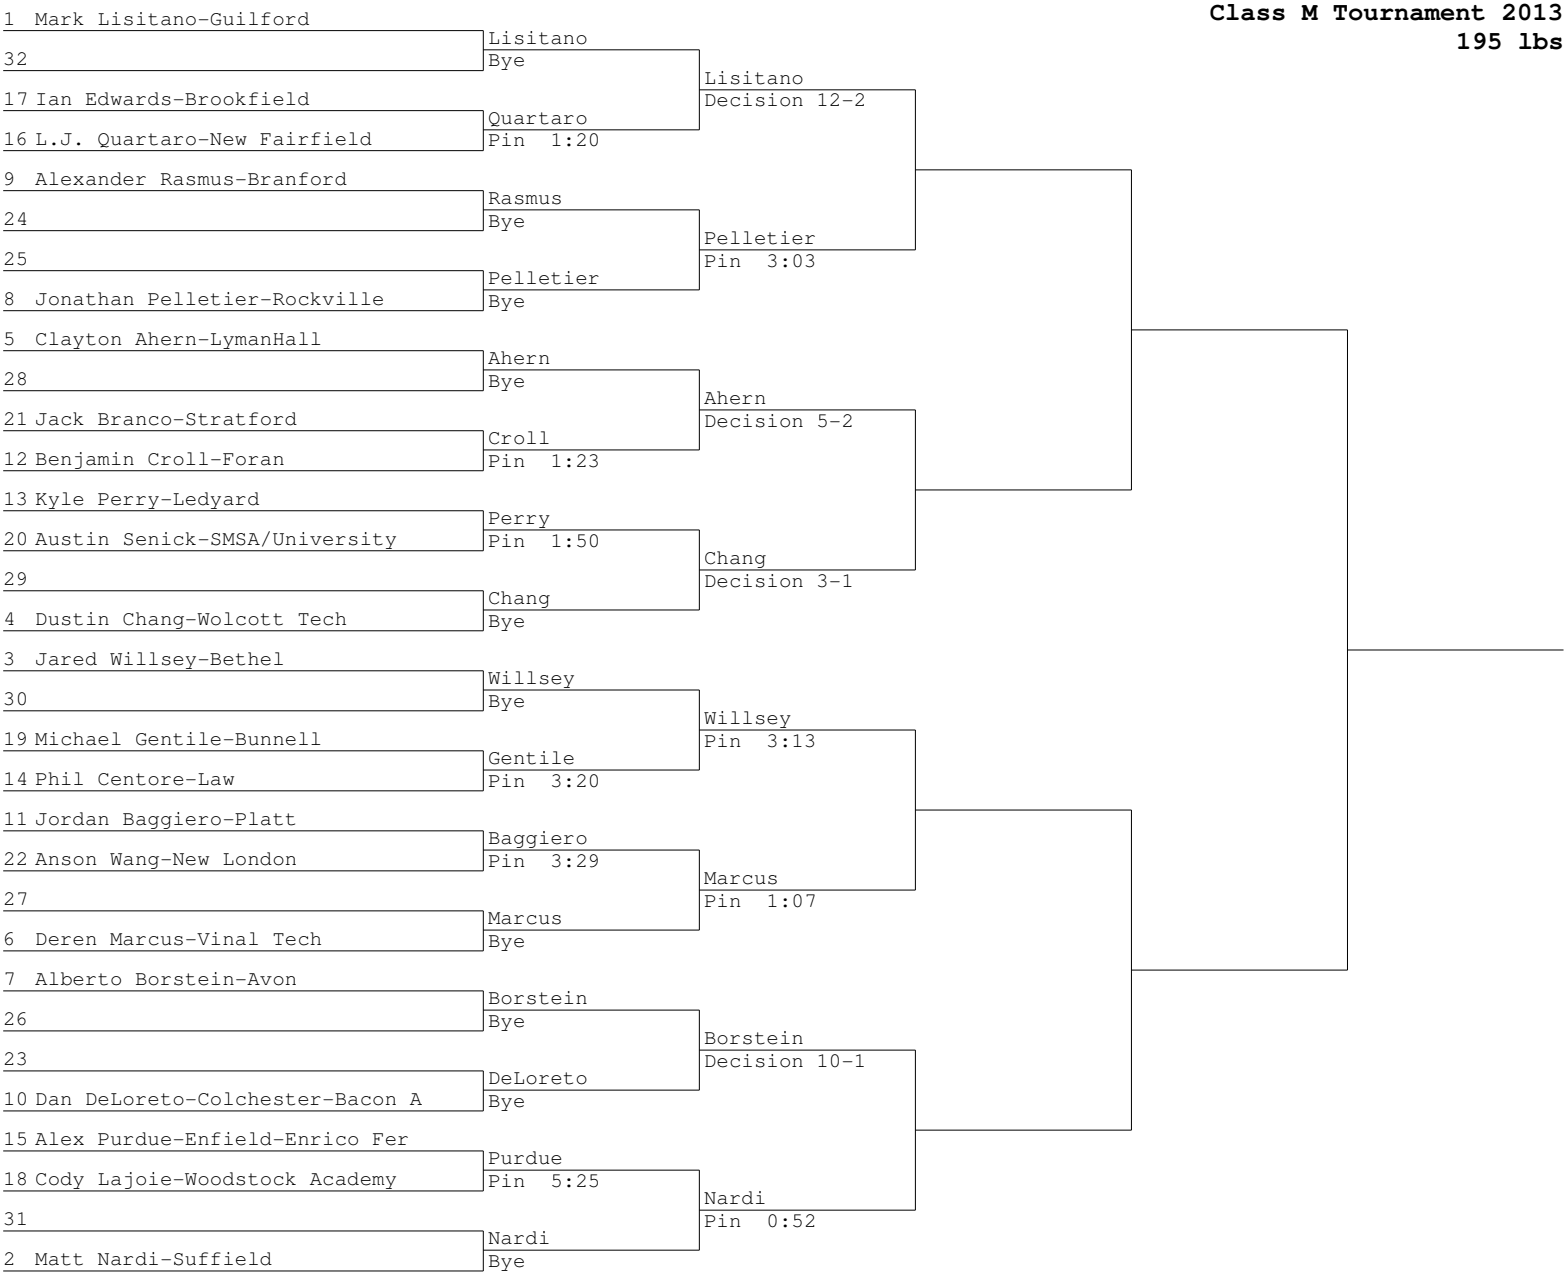 Class M Tournament 2013
195 lbs
1 Mark Lisitano-Guilford
32
17 Ian Edwards-Brookfield
16 L.J. Quartaro-New Fairfield
9 Alexander Rasmus-Branford
24
25
8 Jonathan Pelletier-Rockville
5 Clayton Ahern-LymanHall
28
21 Jack Branco-Stratford
12 Benjamin Croll-Foran
13 Kyle Perry-Ledyard
20 Austin Senick-SMSA/University
29
4 Dustin Chang-Wolcott Tech
3 Jared Willsey-Bethel
30
19 Michael Gentile-Bunnell
14 Phil Centore-Law
11 Jordan Baggiero-Platt
22 Anson Wang-New London
27
6 Deren Marcus-Vinal Tech
7 Alberto Borstein-Avon
26
23
10 Dan DeLoreto-Colchester-Bacon A
15 Alex Purdue-Enfield-Enrico Fer
18 Cody Lajoie-Woodstock Academy
31
2 Matt Nardi-Suffield
Lisitano
Bye
Quartaro
Pin 1:20
Rasmus
Bye
Pelletier
Bye
Ahern
Bye
Croll
Pin 1:23
Perry
Pin 1:50
Chang
Bye
Willsey
Bye
Gentile
Pin 3:20
Baggiero
Pin 3:29
Marcus
Bye
Borstein
Bye
DeLoreto
Bye
Purdue
Pin 5:25
Nardi
Bye
Lisitano
Decision 12-2
Pelletier
Pin 3:03
Ahern
Decision 5-2
Chang
Decision 3-1
Willsey
Pin 3:13
Marcus
Pin 1:07
Borstein
Decision 10-1
Nardi
Pin 0:52